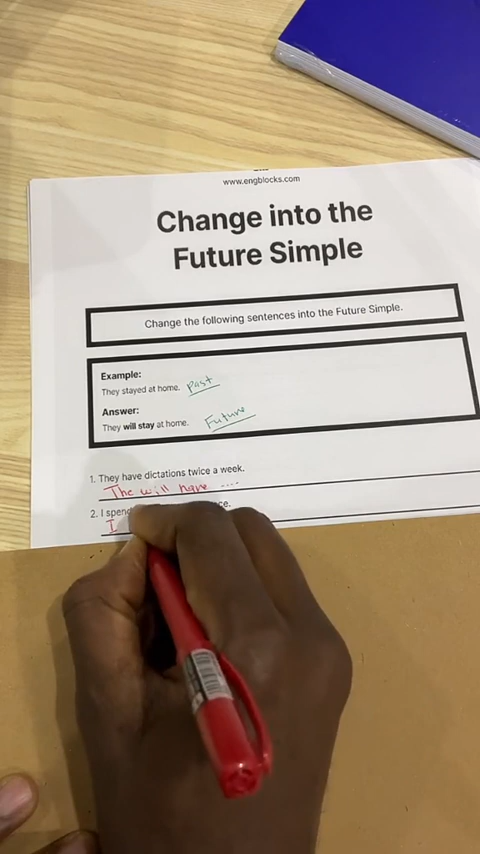 www.engblocks.com
Change into the
Future Simple
Change the following sentences into the Future Simple.
Example:
They stayed at home. Past
Answer:
They will stay at home. Future
1. They have dictations twice a week.
The will have ....
2. I spend
I